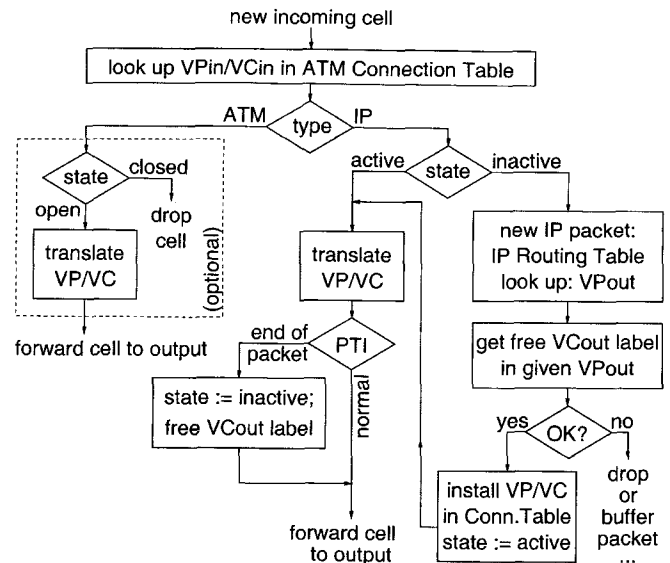 new incoming cell
look up VPin/VCin in ATM Connection Table
ATM
type
IP
state
closed
open
drop
cell
translate
VP/VC
(optional)
forward cell to output
active
state
inactive
translate
VP/VC
end of
packet
PTI
normal
state := inactive;
free VCout label
forward cell
to output
new IP packet:
IP Routing Table
look up: VPout
get free VCout label
in given VPout
yes
OK?
no
install VP/VC
in Conn.Table
state := active
drop
or
buffer
packet
...